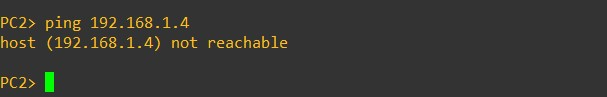 PC2> ping 192.168.1.4
host (192.168.1.4) not reachable
PC2>